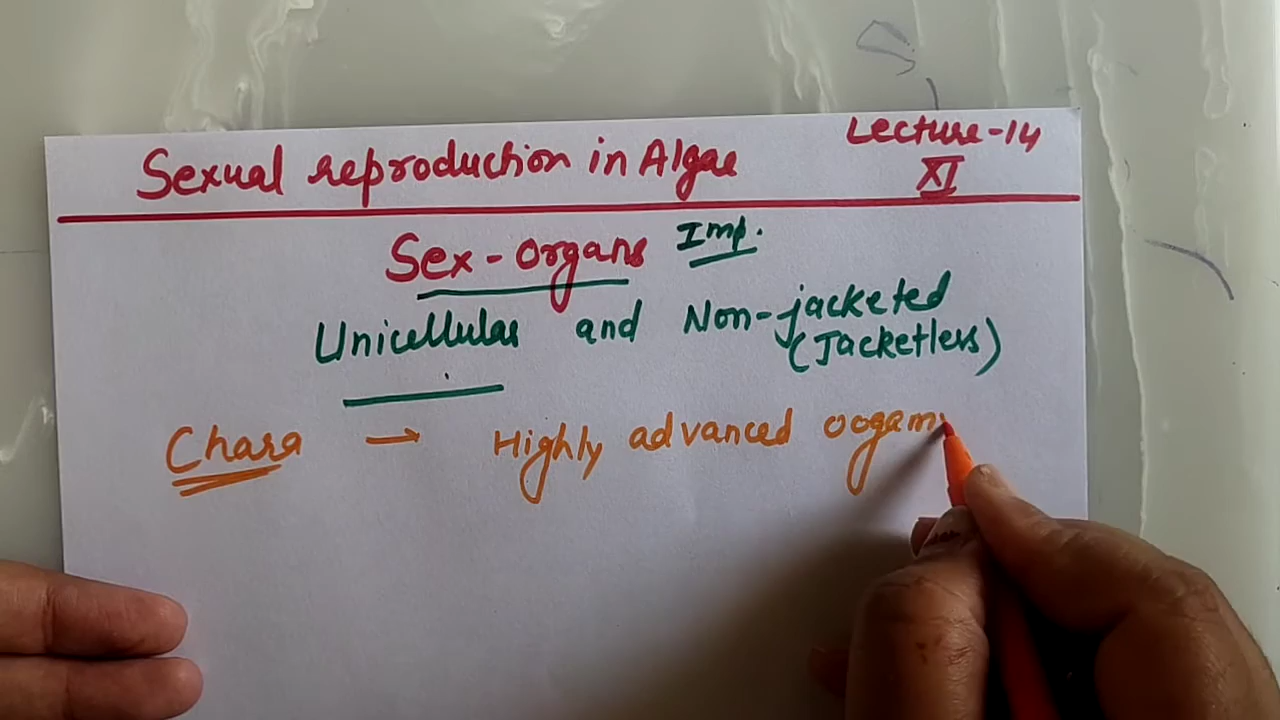 Sexual reproduction in Algae
Lecture-14
XI
Sex-organs Imp.
Unicellular and Non-jacketed
(Jacketless)
Chara → Highly advanced oogam